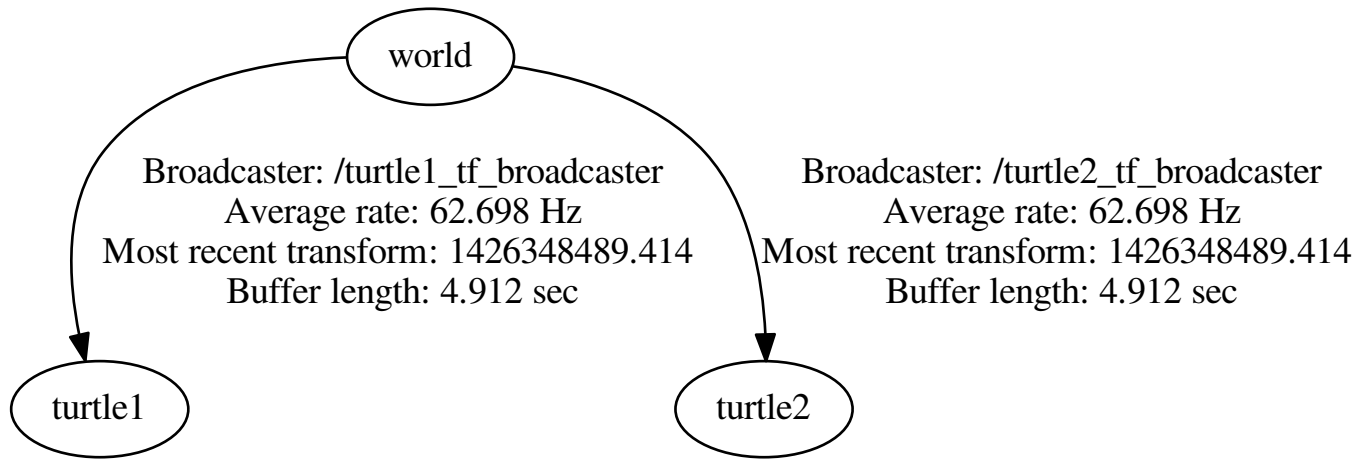 world
Broadcaster: /turtle1_tf_broadcaster
Average rate: 62.698 Hz
Most recent transform: 1426348489.414
Buffer length: 4.912 sec
Broadcaster: /turtle2_tf_broadcaster
Average rate: 62.698 Hz
Most recent transform: 1426348489.414
Buffer length: 4.912 sec
turtle1
turtle2